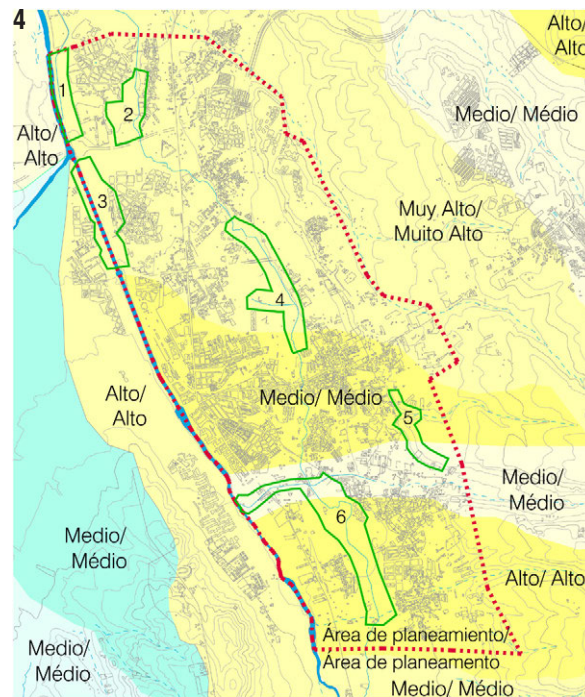 4
Alto/
Alto
1
2
Medio/ Médio
Alto/
Alto
3
Muy Alto/
Muito Alto
4
Medio/ Médio
Alto/
Alto
5
Medio/
Médio
6
Medio/
Médio
Alto/ Alto
Área de planeamiento/
Área de planeamento
Medio/
Médio
Medio/ Médio